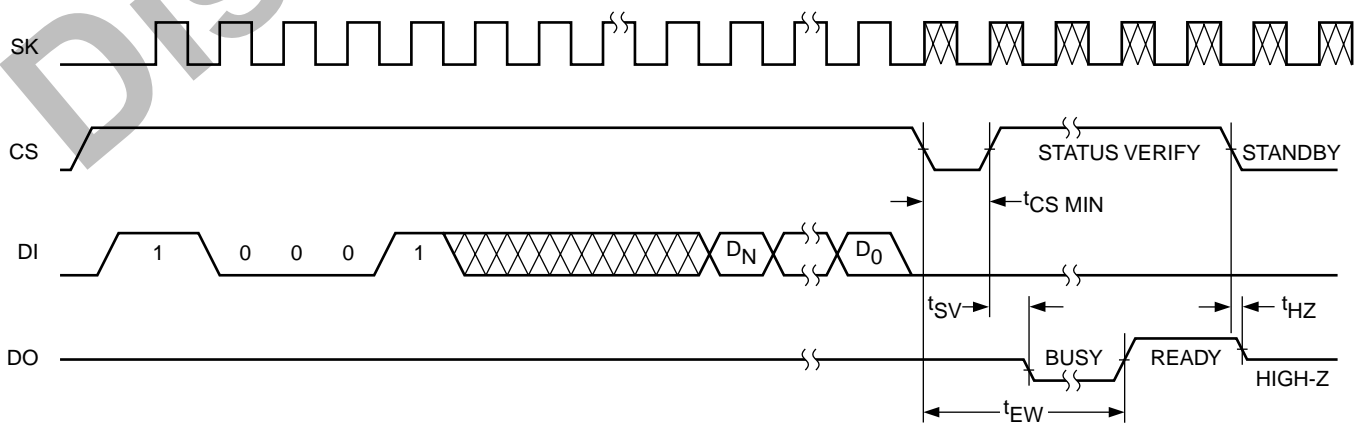 SK
CS
STATUS VERIFY
STANDBY
tCS MIN
DI
1
0
0
0
1
DN
D0
tSV
tHZ
DO
BUSY
READY
HIGH-Z
tEW
Dis